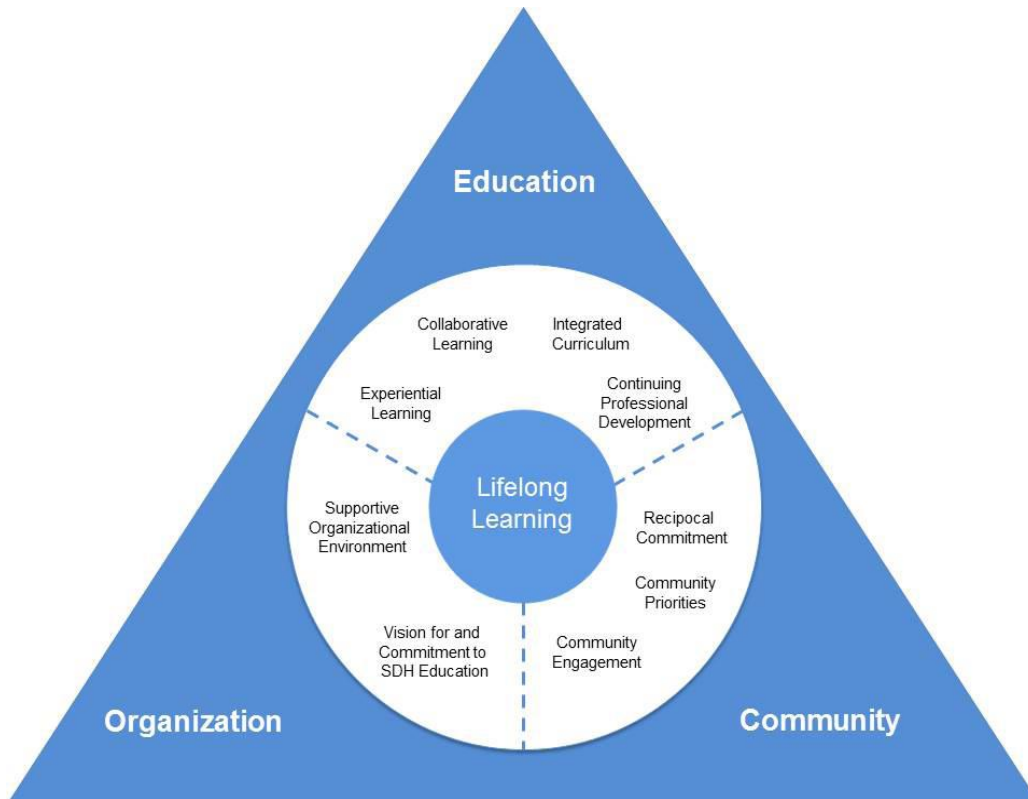 Education
Collaborative
Learning
Integrated
Curriculum
Experiential
Learning
Continuing
Professional
Development
Lifelong
Learning
Supportive
Organizational
Environment
Recipocal
Commitment
Community
Priorities
Vision for and
Commitment to
SDH Education
Community
Engagement
Organization
Community